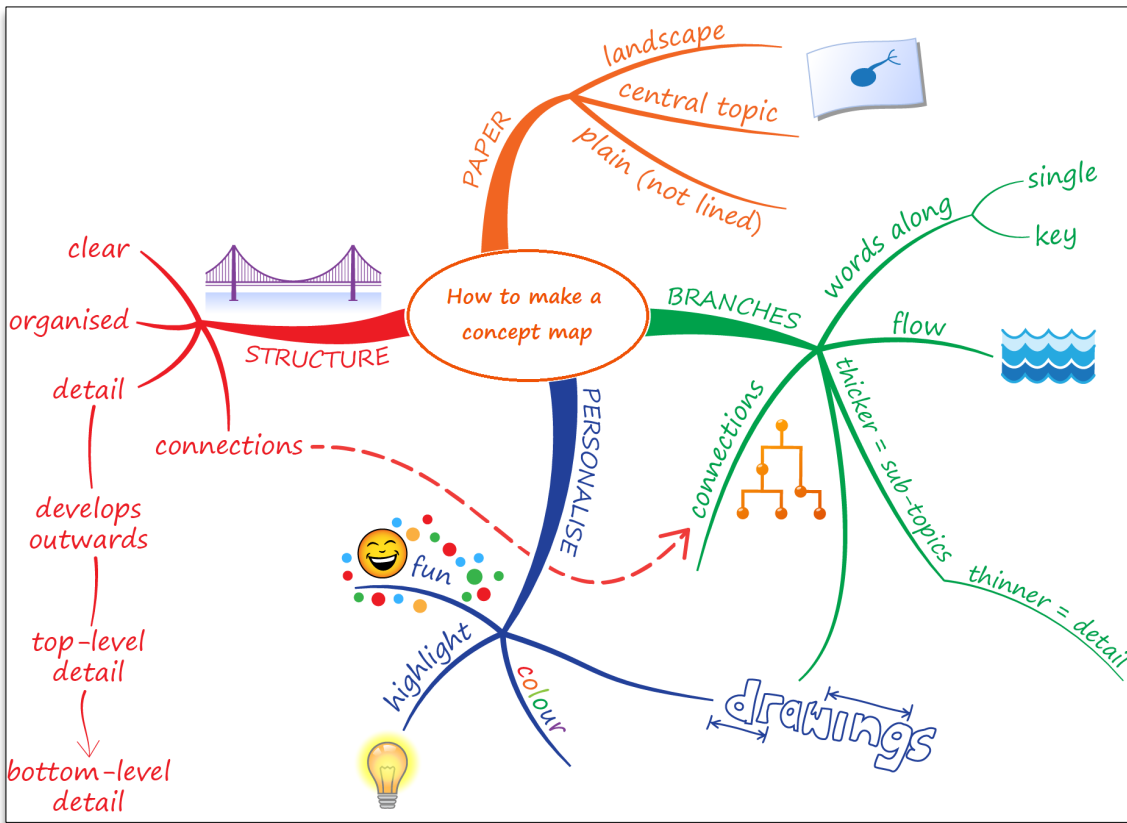 How to make a
concept map
PAPER
landscape
central topic
plain (not lined)
BRANCHES
words along
single
key
flow
thicker = sub-topics
thinner = detail
connections
PERSONALISE
drawings
colour
highlight
fun
STRUCTURE
clear
organised
detail
develops
outwards
top-level
detail
bottom-level
detail
connections